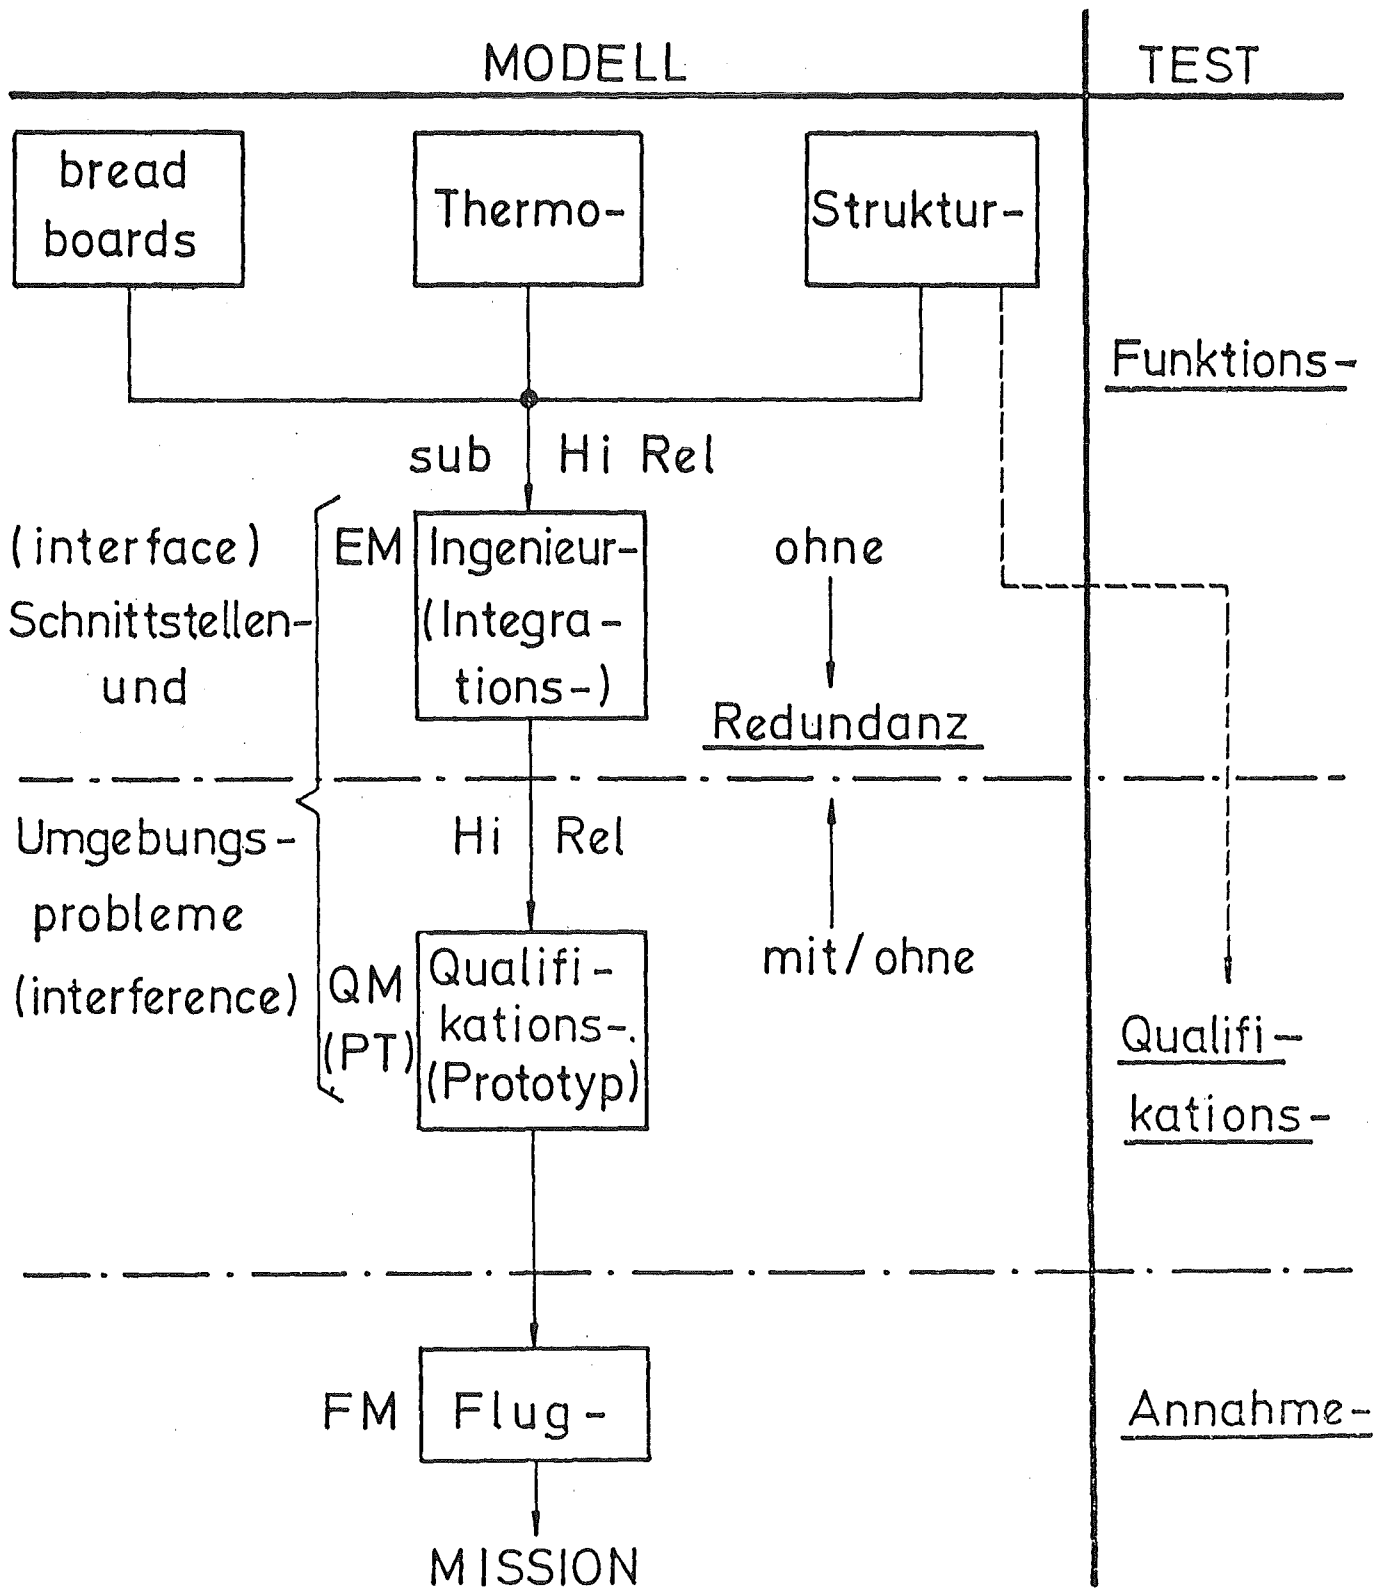 MODELL
TEST
bread
boards
Thermo-
Struktur-
Funktions-
sub Hi Rel
(interface)
Schnittstellen-
und
EM
Ingenieur-
(Integra-
tions-)
ohne
Redundanz
Umgebungs-
probleme
(interference)
Hi Rel
QM
(PT)
Qualifi-
kations-.
(Prototyp)
mit/ohne
Qualifi-
kations-
FM
Flug-
Annahme-
MISSION